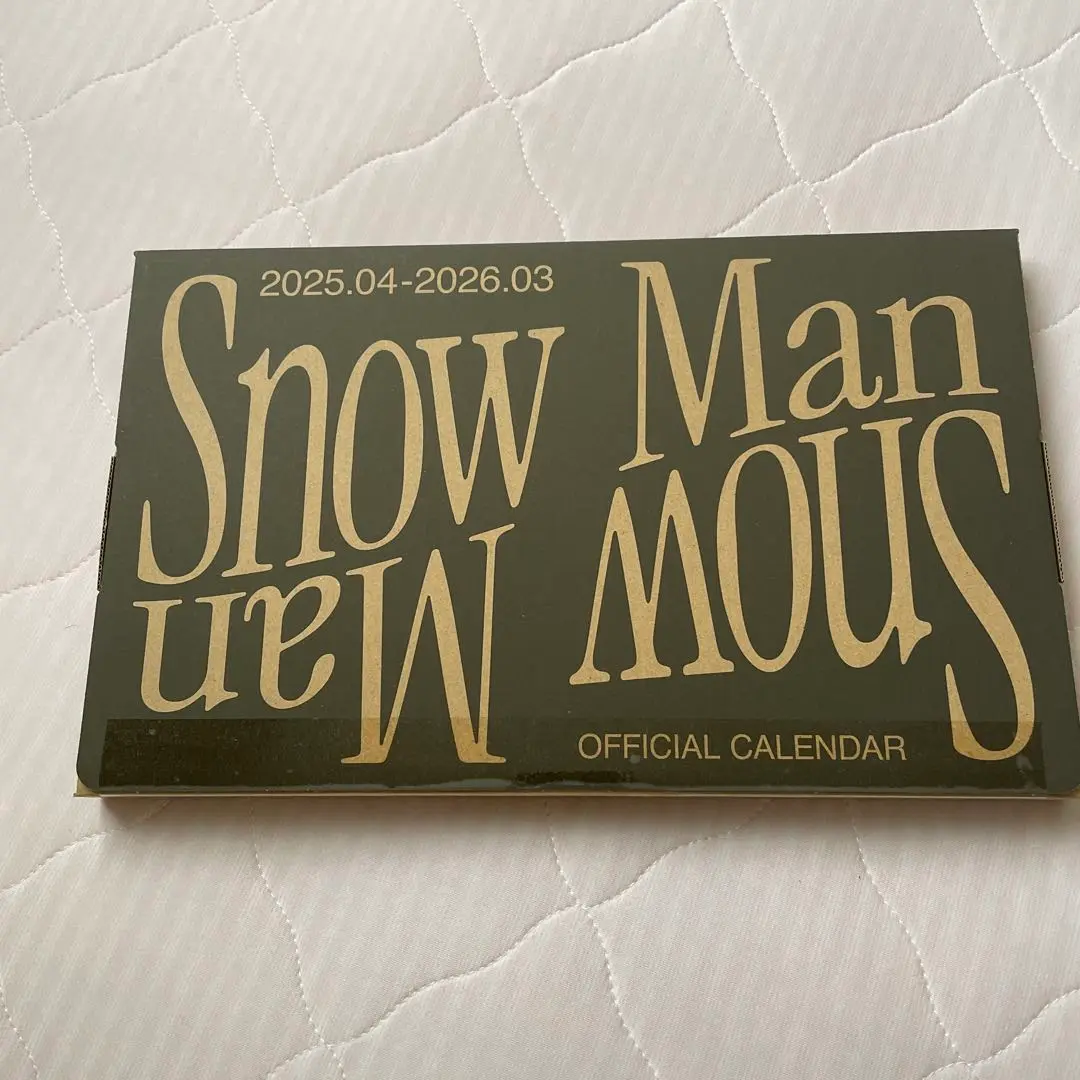 2025.04-2026.03
Snow Man
Snow Man
OFFICIAL CALENDAR